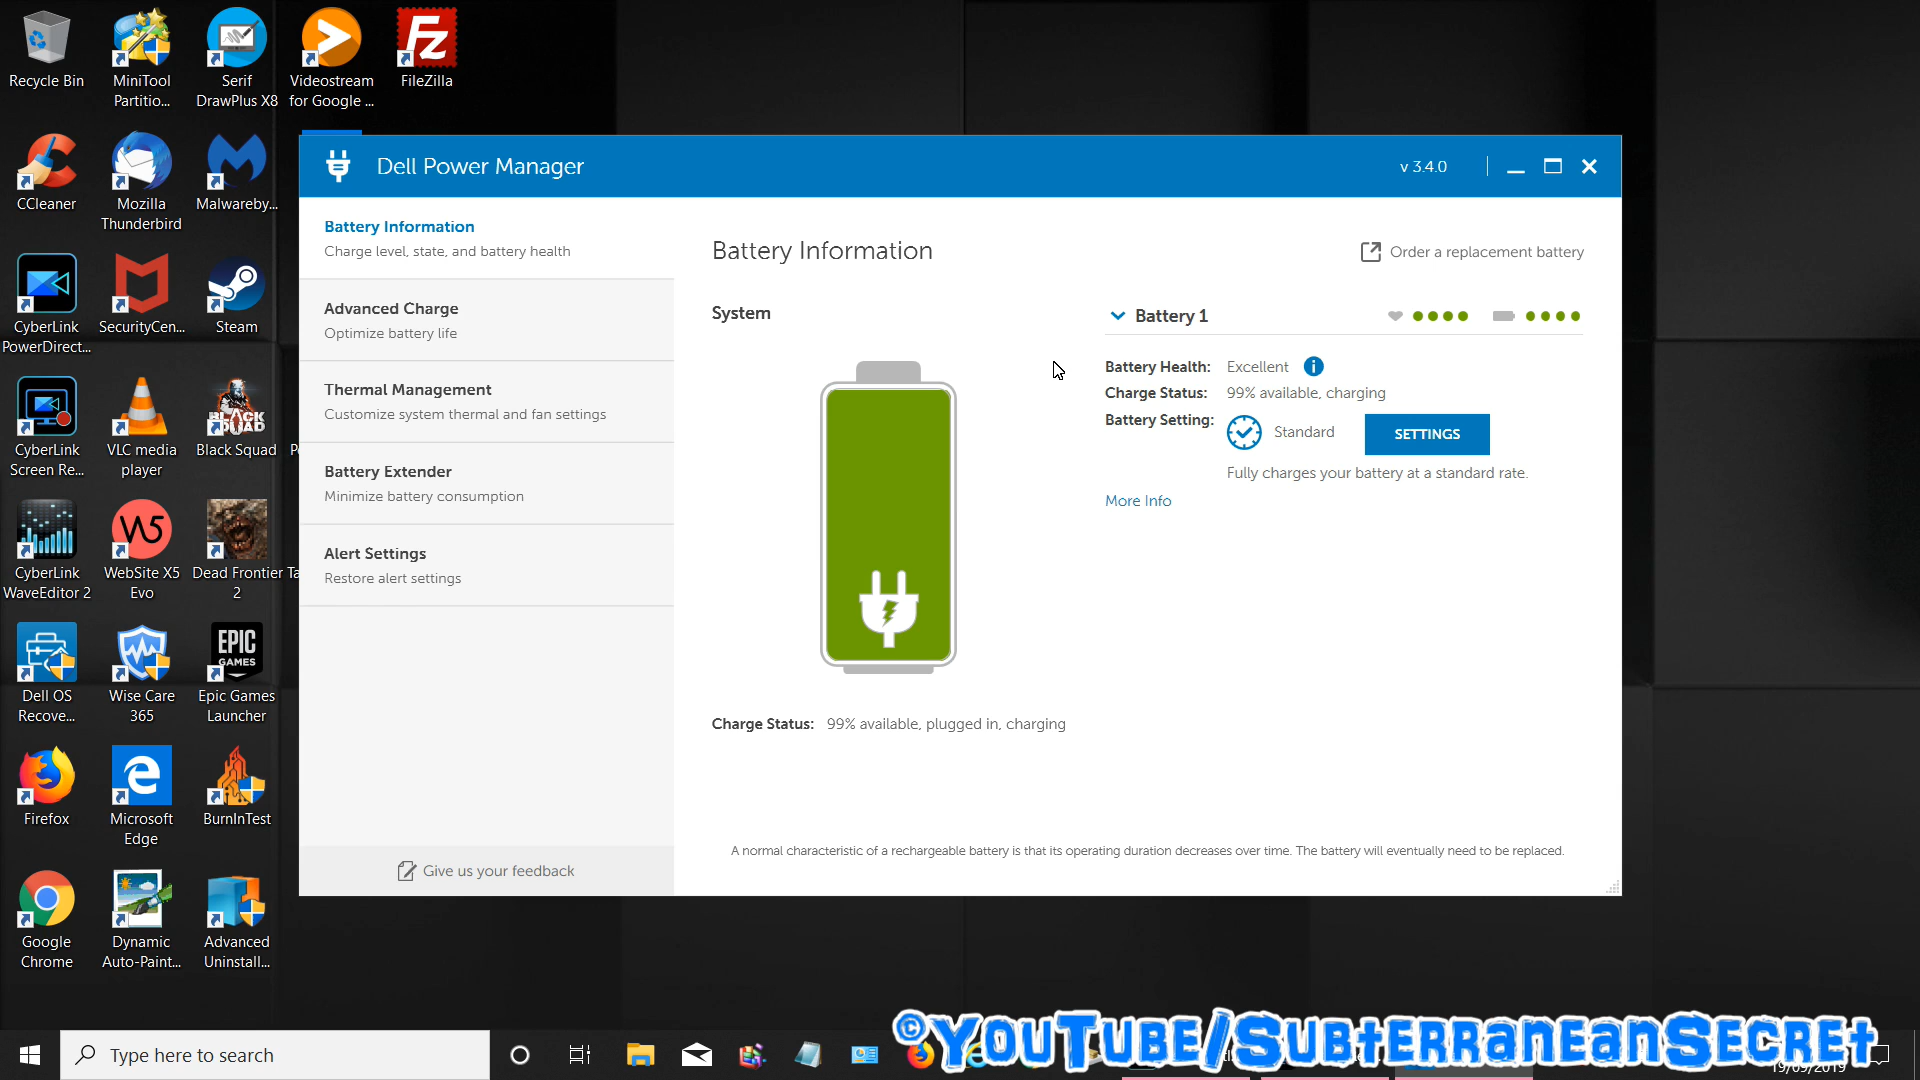 Recycle Bin
MiniTool
Partitio...
Serif
DrawPlus X8
Videostream
for Google ...
FileZilla
CCleaner
Mozilla
Thunderbird
Malwareby...
CyberLink
PowerDirect...
SecurityCen...
Steam
CyberLink
Screen Re...
VLC media
player
BLACK
SQUAD
Black Squad
CyberLink
WaveEditor 2
WebSite X5
Evo
Dead Frontier
2
Dell OS
Recove...
Wise Care
365
EPIC
GAMES
Epic Games
Launcher
Firefox
Microsoft
Edge
BurnInTest
Google
Chrome
Dynamic
Auto-Paint...
Advanced
Uninstall...
Dell Power Manager
v 3.4.0
Battery Information
Charge level, state, and battery health
Advanced Charge
Optimize battery life
Thermal Management
Customize system thermal and fan settings
Battery Extender
Minimize battery consumption
Alert Settings
Restore alert settings
Give us your feedback
Battery Information
Order a replacement battery
System
Charge Status: 99% available, plugged in, charging
Battery 1
Battery Health: Excellent
Charge Status: 99% available, charging
Battery Setting: Standard
SETTINGS
Fully charges your battery at a standard rate.
More Info
A normal characteristic of a rechargeable battery is that its operating duration decreases over time. The battery will eventually need to be replaced.
Type here to search
©YouTube/SubterraneanSecret
19/09/2019